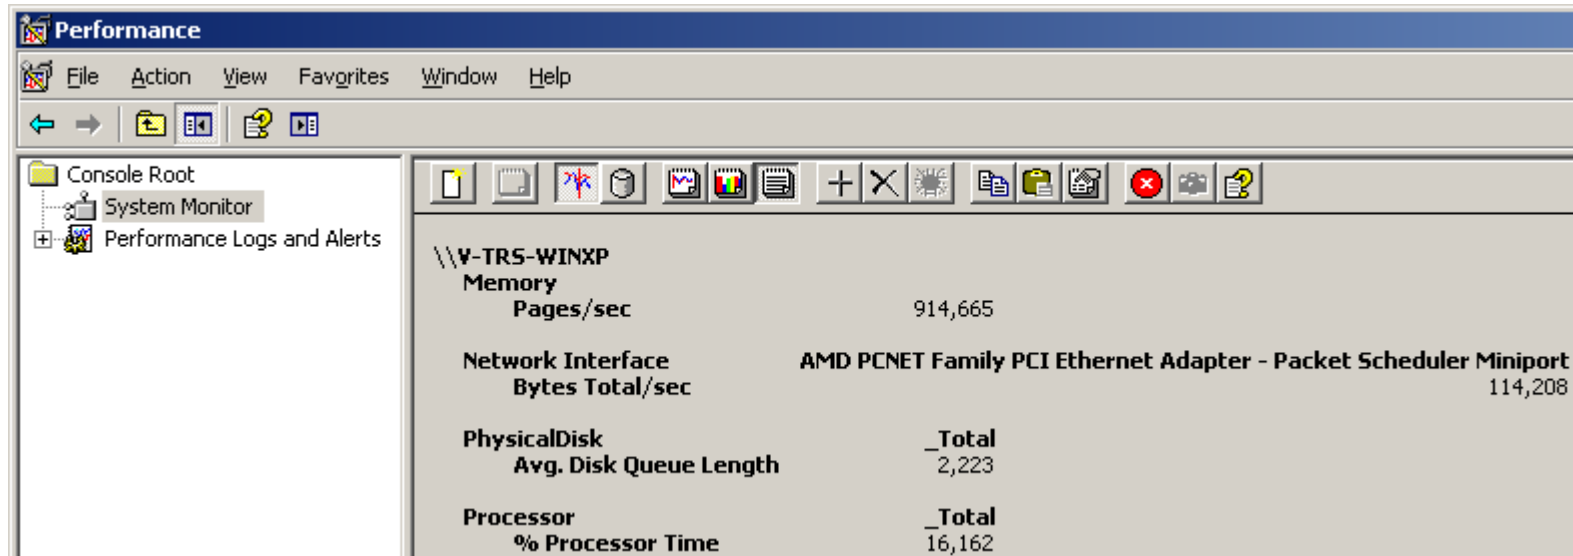 Performance
File Action View Favorites Window Help
Console Root
System Monitor
Performance Logs and Alerts
\\V-TRS-WINXP
Memory
Pages/sec 914,665
Network Interface AMD PCNET Family PCI Ethernet Adapter - Packet Scheduler Miniport
Bytes Total/sec 114,208
PhysicalDisk _Total
Avg. Disk Queue Length 2,223
Processor _Total
% Processor Time 16,162